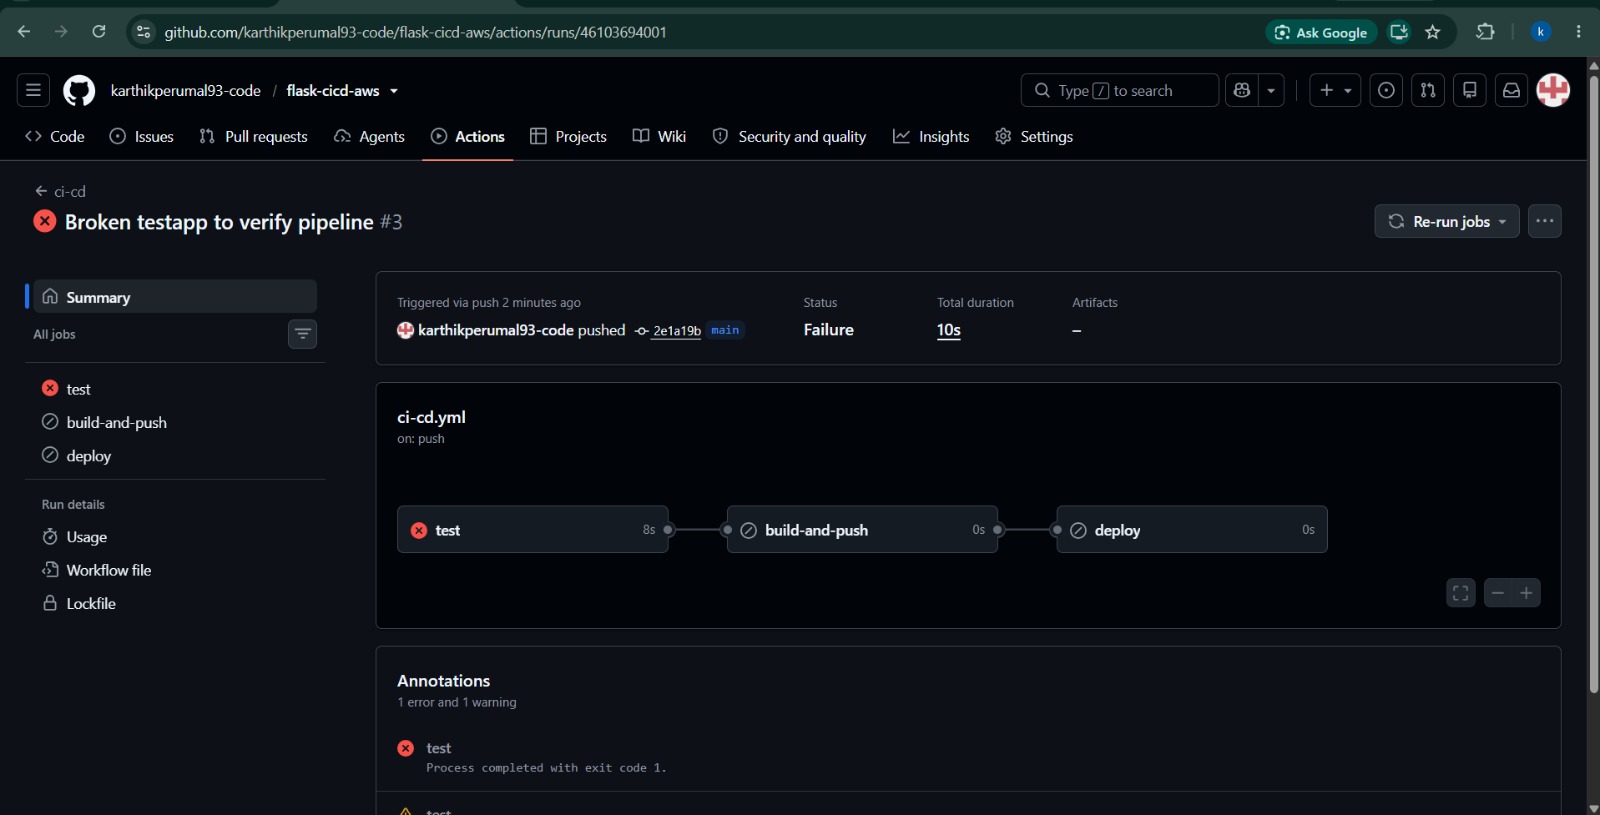 github.com/karthikperumal93-code/flask-cicd-aws/actions/runs/46103694001
Ask Google
k
karthikperumal93-code / flask-cicd-aws
Type / to search
Code
Issues
Pull requests
Agents
Actions
Projects
Wiki
Security and quality
Insights
Settings
ci-cd
Broken testapp to verify pipeline #3
Re-run jobs
Summary
All jobs
test
build-and-push
deploy
Run details
Usage
Workflow file
Lockfile
Triggered via push 2 minutes ago
karthikperumal93-code pushed 2e1a19b main
Status
Failure
Total duration
10s
Artifacts
–
ci-cd.yml
on: push
test 8s
build-and-push 0s
deploy 0s
Annotations
1 error and 1 warning
test
Process completed with exit code 1.
test